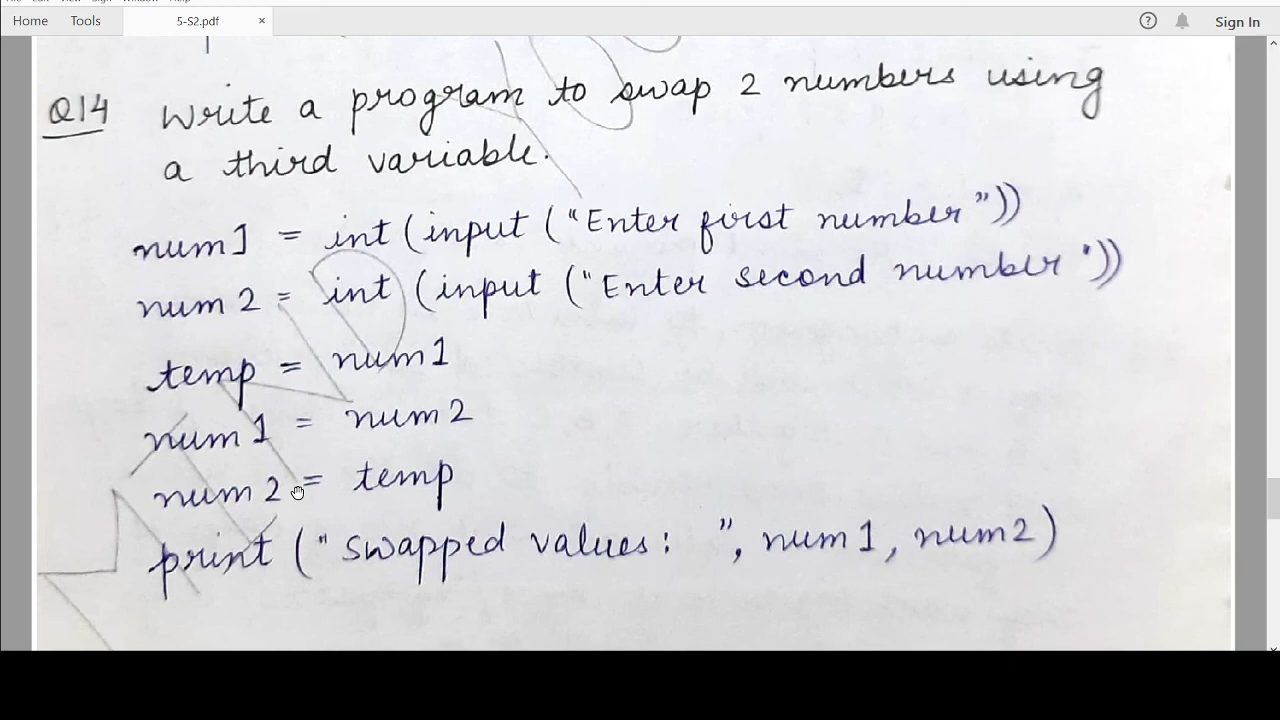 Home Tools 5-S2.pdf × ? Sign In
Q14 Write a program to swap 2 numbers using
a third variable.
num1 = int (input ("Enter first number"))
num2 = int (input ("Enter second number"))
temp = num1
num1 = num2
num2 = temp
print (" swapped values: ", num1, num2)